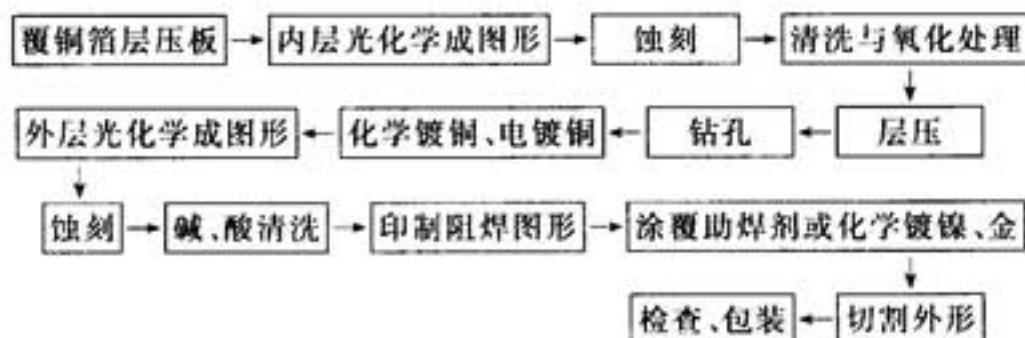 覆铜箔层压板 → 内层光化学成图形 → 蚀刻 → 清洗与氧化处理
外层光化学成图形 ← 化学镀铜、电镀铜 ← 钻孔 ← 层压
蚀刻 → 碱、酸清洗 → 印制阻焊图形 → 涂覆助焊剂或化学镀镍、金
检查、包装 ← 切割外形